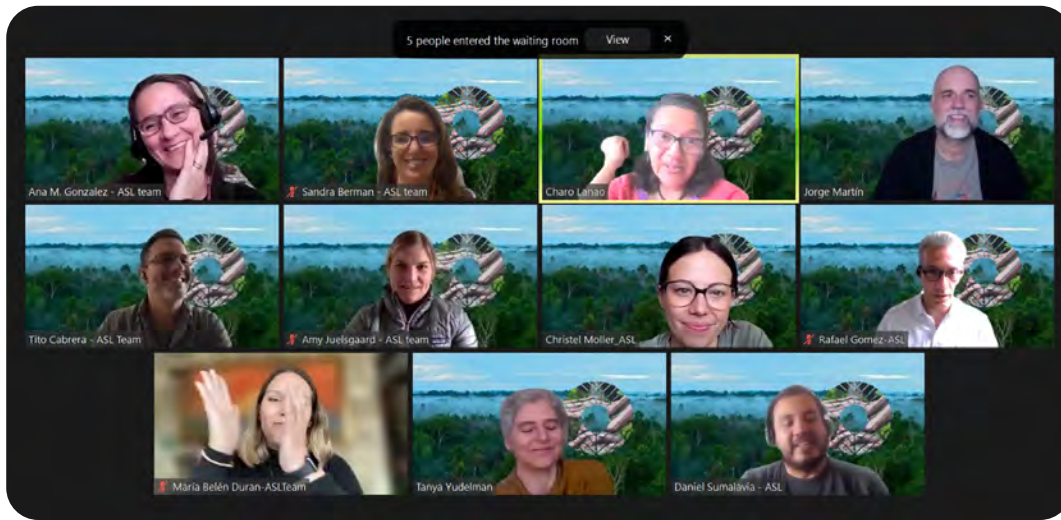 5 people entered the waiting room View ×
Ana M. Gonzalez - ASL team
Sandra Berman - ASL team
Charo Lanao
Jorge Martín
Tito Cabrera - ASL Team
Amy Juelsgaard - ASL team
Christel Moller_ASL
Rafael Gomez-ASL
María Belén Duran-ASLTeam
Tanya Yudelman
Daniel Sumalavia - ASL